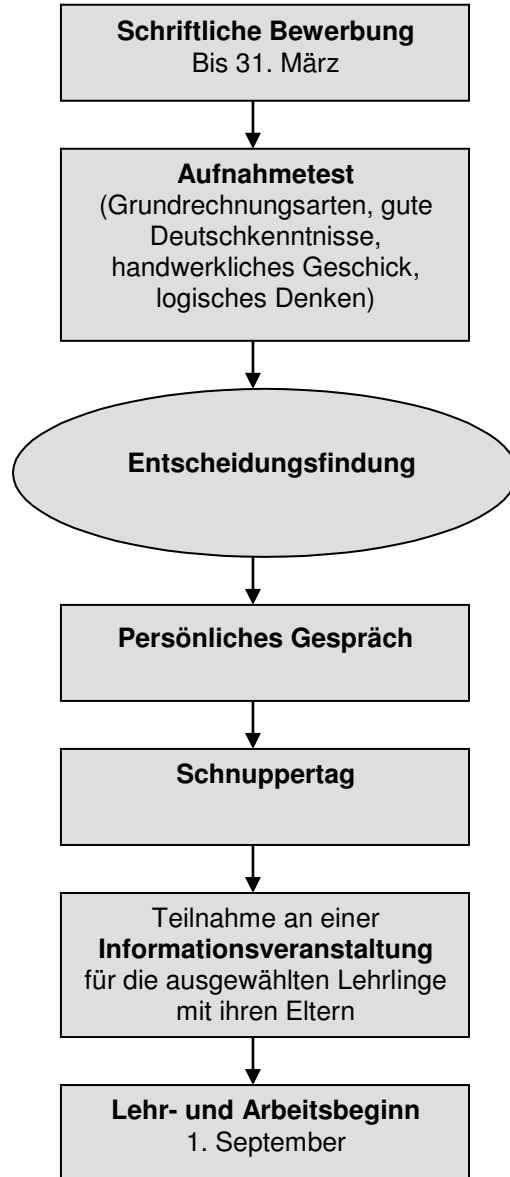 Schriftliche Bewerbung
Bis 31. März
Aufnahmetest
(Grundrechnungsarten, gute
Deutschkenntnisse,
handwerkliches Geschick,
logisches Denken)
Entscheidungsfindung
Persönliches Gespräch
Schnuppertag
Teilnahme an einer
Informationsveranstaltung
für die ausgewählten Lehrlinge
mit ihren Eltern
Lehr- und Arbeitsbeginn
1. September